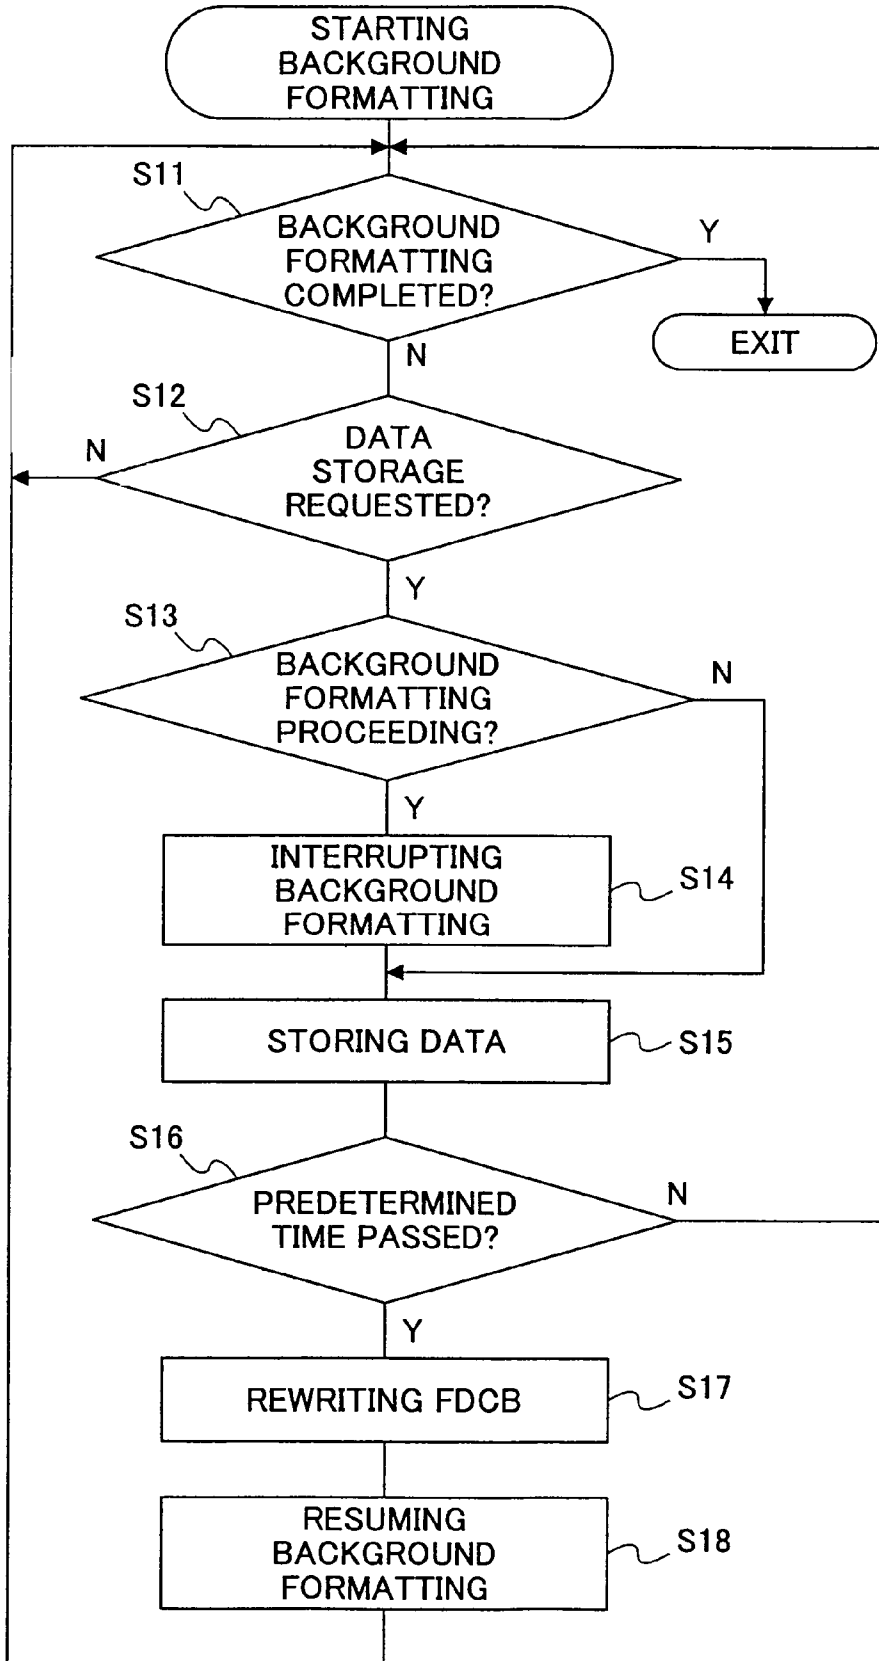 STARTING
BACKGROUND
FORMATTING
S11
BACKGROUND
FORMATTING
COMPLETED?
Y
EXIT
N
S12
DATA
STORAGE
REQUESTED?
N
Y
S13
BACKGROUND
FORMATTING
PROCEEDING?
N
Y
INTERRUPTING
BACKGROUND
FORMATTING
S14
STORING DATA
S15
S16
PREDETERMINED
TIME PASSED?
N
Y
REWRITING FDCB
S17
RESUMING
BACKGROUND
FORMATTING
S18